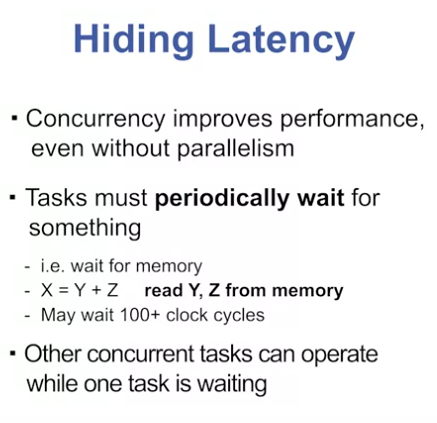 Hiding Latency
▪ Concurrency improves performance,
even without parallelism
▪ Tasks must periodically wait for
something
- i.e. wait for memory
- X = Y + Z read Y, Z from memory
- May wait 100+ clock cycles
▪ Other concurrent tasks can operate
while one task is waiting